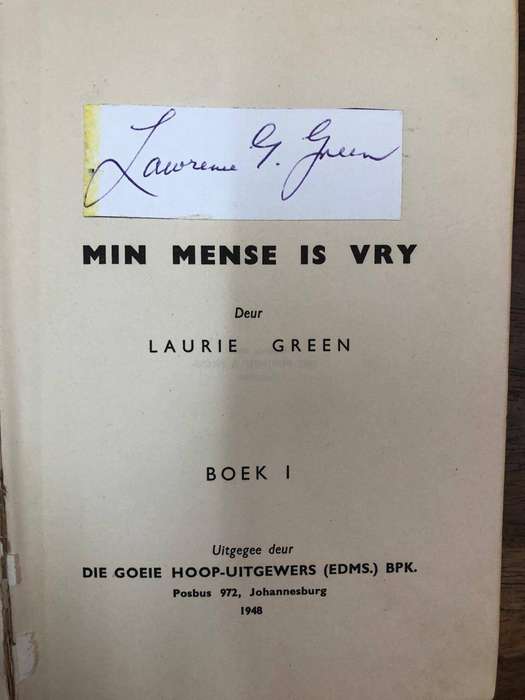 Lawrence G. Green
MIN MENSE IS VRY
Deur
LAURIE GREEN
BOEK I
Uitgegee deur
DIE GOEIE HOOP-UITGEWERS (EDMS.) BPK.
Posbus 972, Johannesburg
1948